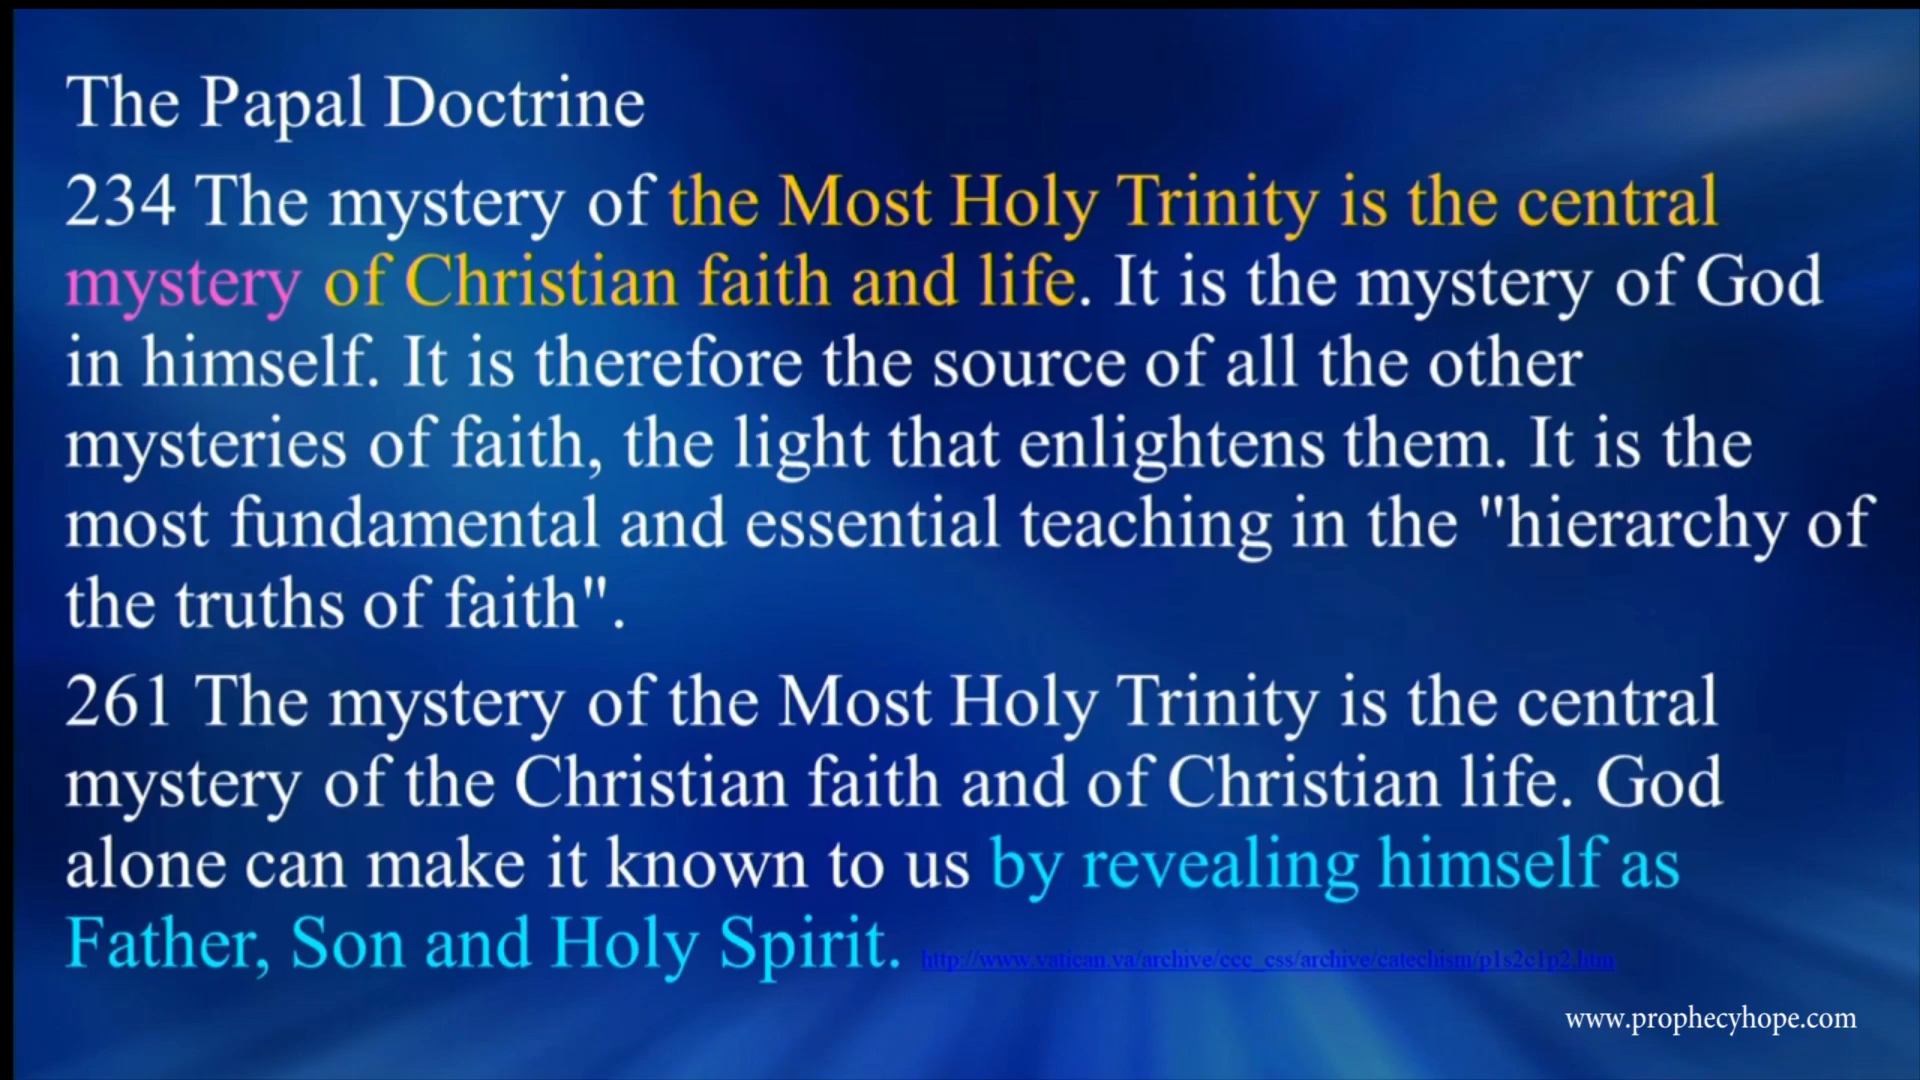 The Papal Doctrine
234 The mystery of the Most Holy Trinity is the central
mystery of Christian faith and life. It is the mystery of God
in himself. It is therefore the source of all the other
mysteries of faith, the light that enlightens them. It is the
most fundamental and essential teaching in the "hierarchy of
the truths of faith".
261 The mystery of the Most Holy Trinity is the central
mystery of the Christian faith and of Christian life. God
alone can make it known to us by revealing himself as
Father, Son and Holy Spirit. http://www.vatican.va/archive/ccc_css/archive/catechism/p1s2c1p2.htm
www.prophecyhope.com